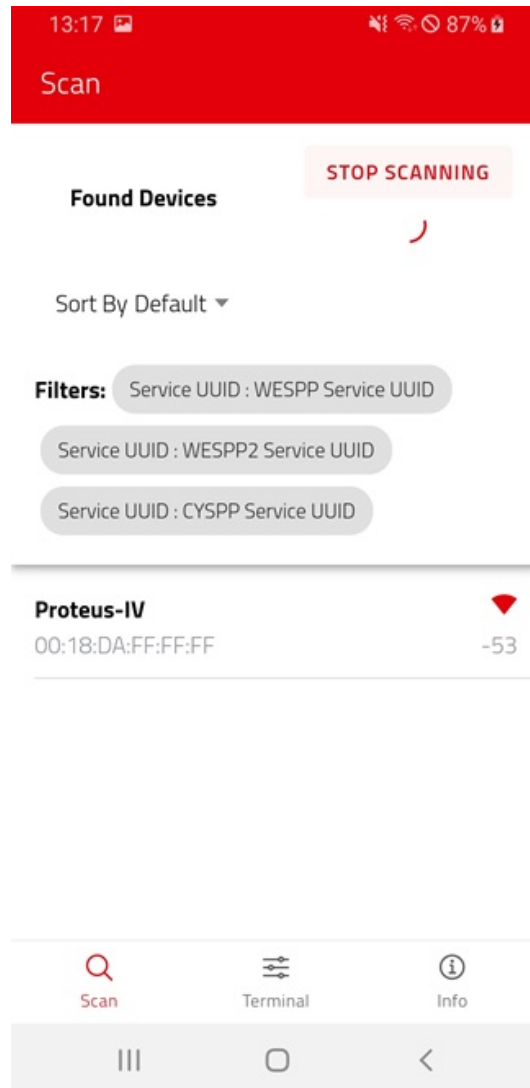 13:17 87%
Scan
STOP SCANNING
Found Devices
Sort By Default
Filters: Service UUID : WESPP Service UUID
Service UUID : WESPP2 Service UUID
Service UUID : CYSPP Service UUID
Proteus-IV
00:18:DA:FF:FF:FF -53
Scan Terminal Info